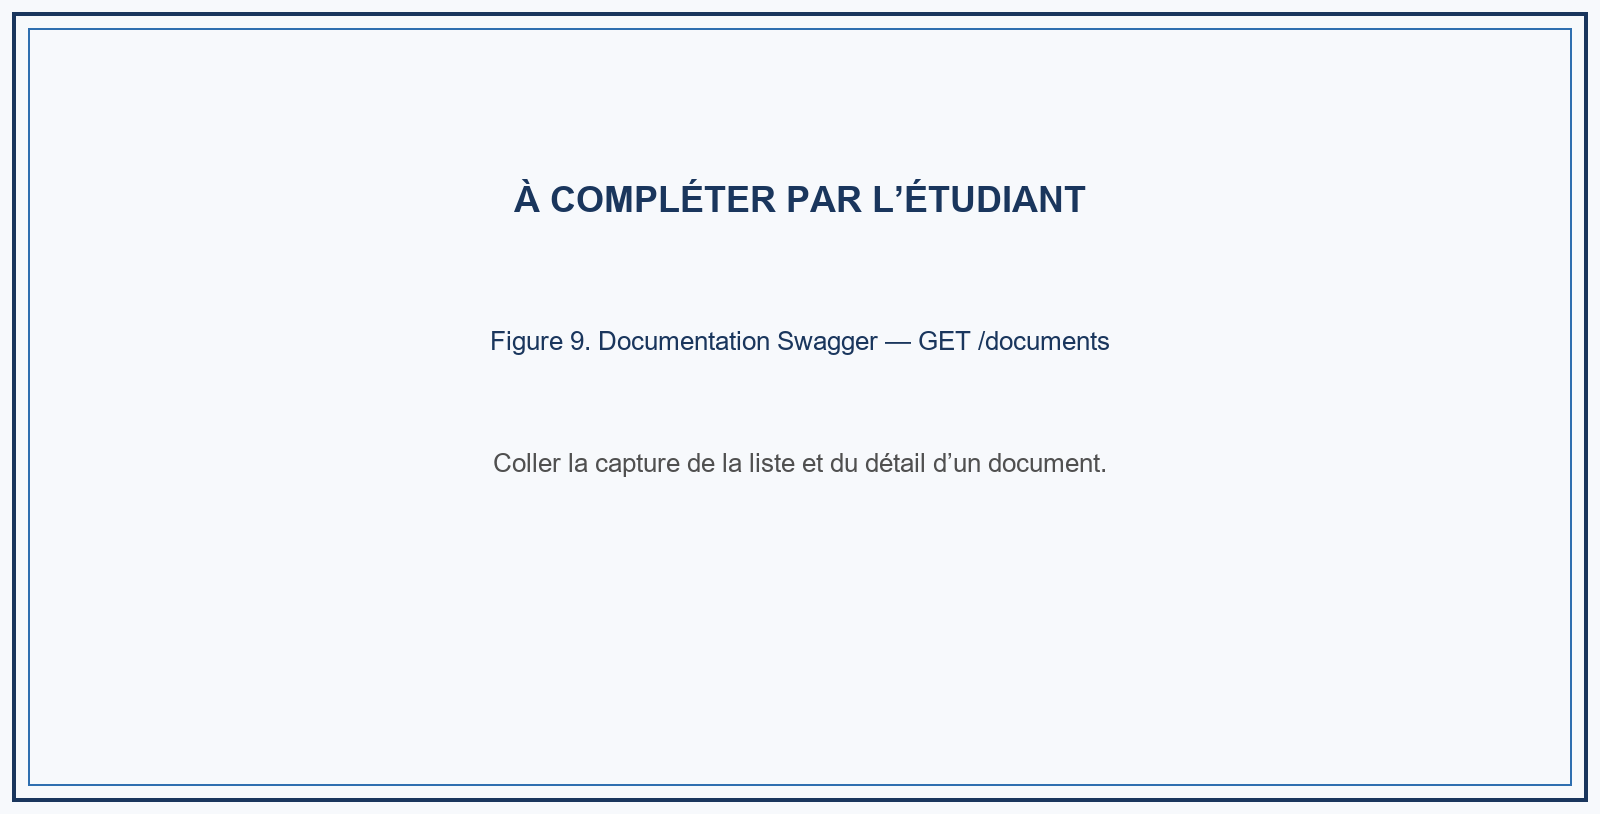 À COMPLÉTER PAR L’ÉTUDIANT
Figure 9. Documentation Swagger — GET /documents
Coller la capture de la liste et du détail d’un document.